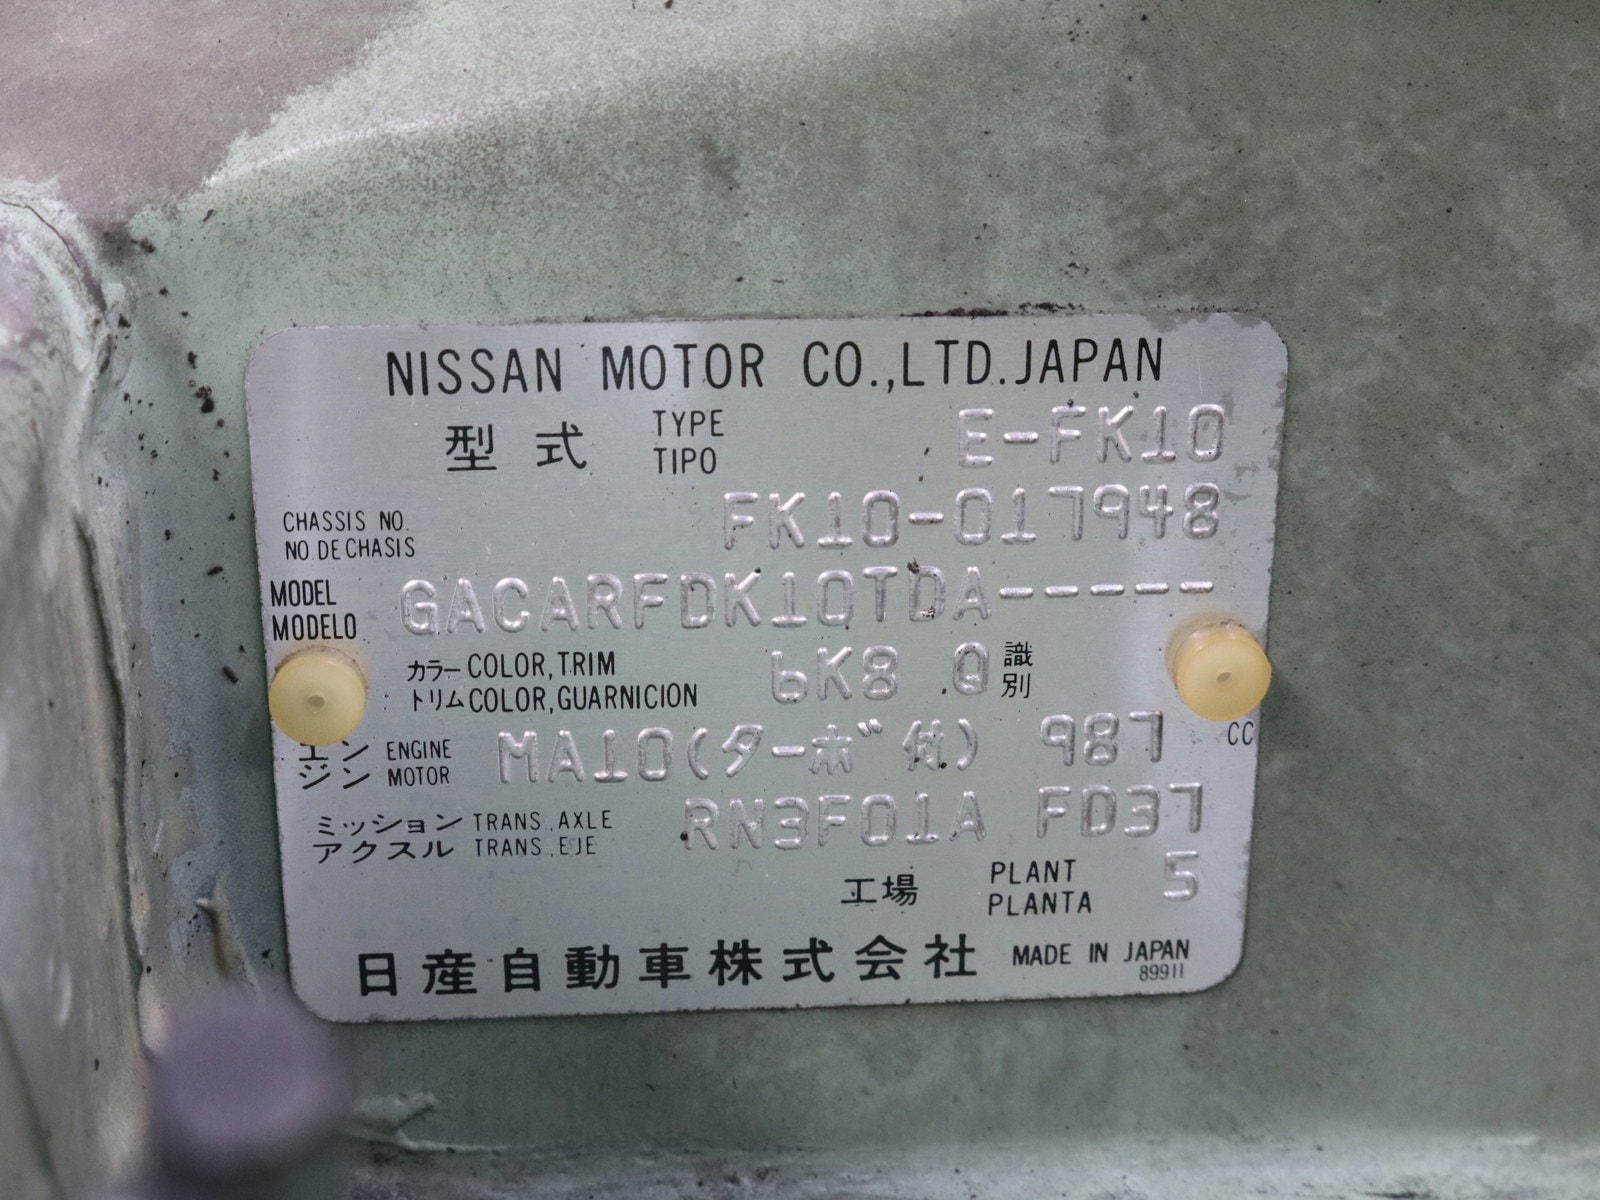 NISSAN MOTOR CO.,LTD.JAPAN
型式 TYPE E-FK10
TIPO
CHASSIS NO. FK10-017948
NO.DE CHASIS
MODEL GACARFDK10TDA-----
MODELO
カラー COLOR,TRIM 6K8 Q 識別
トリム COLOR,GUARNICION
エンジン ENGINE MA10(ターボ付) 987 CC
MOTOR
ミッション TRANS.,AXLE RN3F01A FD37
アクスル TRANS.,EJE
工場 PLANT 5
PLANTA
日産自動車株式会社 MADE IN JAPAN
89911